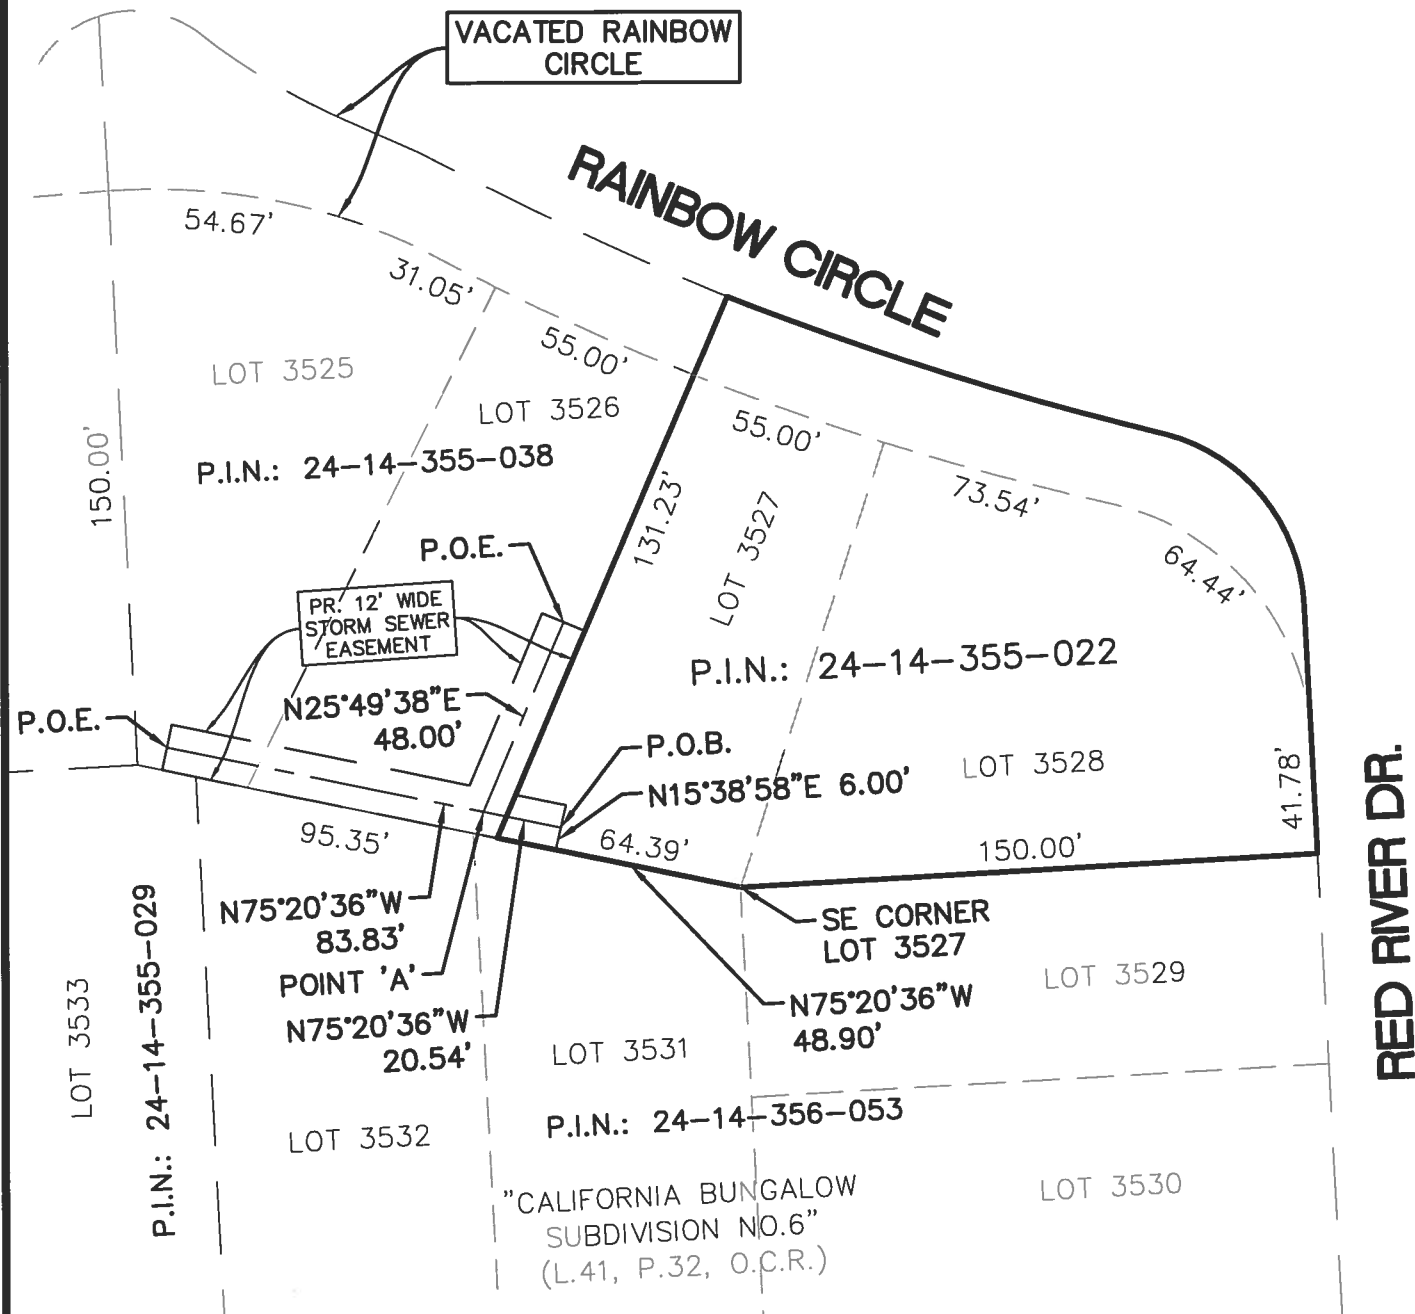 VACATED RAINBOW
CIRCLE
RAINBOW CIRCLE
54.67'
31.05'
55.00'
LOT 3525
LOT 3526
P.I.N.: 24-14-355-038
150.00'
55.00'
73.54'
64.44'
131.23'
LOT 3527
P.O.E.
PR. 12' WIDE
STORM SEWER
EASEMENT
P.I.N.: 24-14-355-022
N25°49'38"E
48.00'
P.O.E.
P.O.B.
N15°38'58"E 6.00'
LOT 3528
41.78'
RED RIVER DR.
95.35'
64.39'
150.00'
N75°20'36"W
83.83'
SE CORNER
LOT 3527
POINT 'A'
N75°20'36"W
20.54'
N75°20'36"W
48.90'
LOT 3529
LOT 3533
P.I.N.: 24-14-355-029
LOT 3531
LOT 3532
P.I.N.: 24-14-356-053
LOT 3530
"CALIFORNIA BUNGALOW
SUBDIVISION NO.6"
(L.41, P.32, O.C.R.)